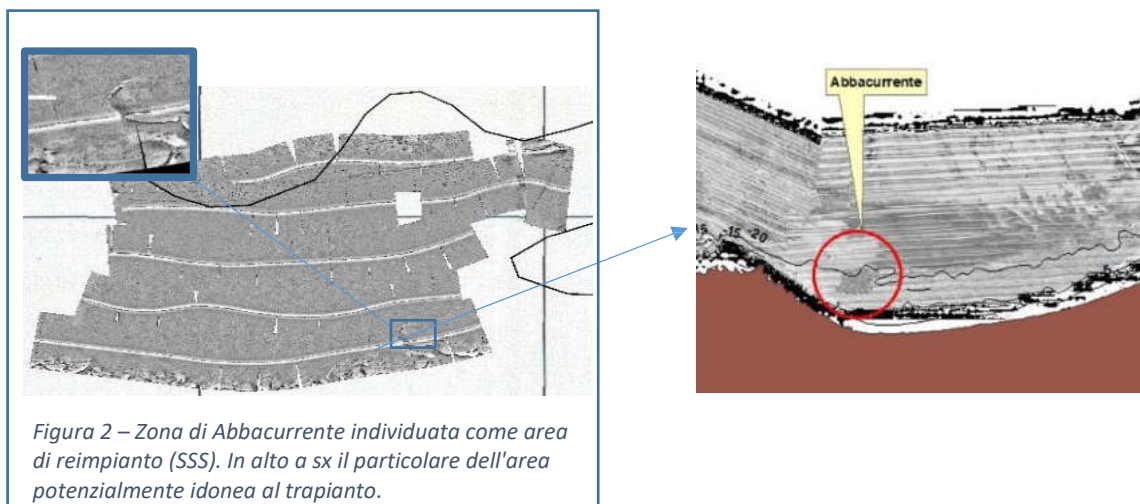 Abbacurrente
-15 -20
Figura 2 – Zona di Abbacurrente individuata come area
di reimpianto (SSS). In alto a sx il particolare dell'area
potenzialmente idonea al trapianto.